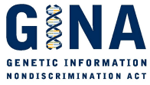 GINA
GENETIC INFORMATION
NONDISCRIMINATION ACT